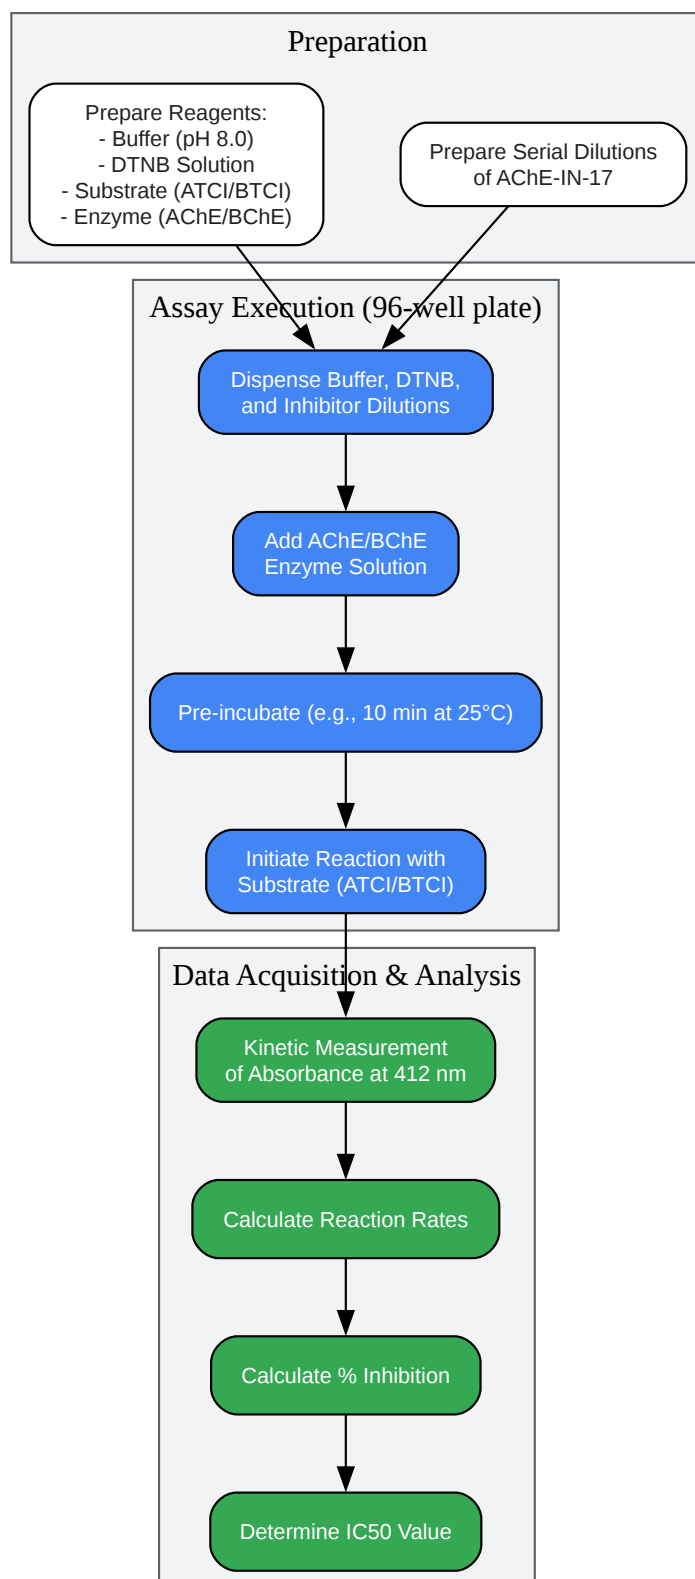 Preparation
Prepare Reagents:
- Buffer (pH 8.0)
- DTNB Solution
- Substrate (ATCI/BTCI)
- Enzyme (AChE/BChE)
Prepare Serial Dilutions
of AChE-IN-17
Assay Execution (96-well plate)
Dispense Buffer, DTNB,
and Inhibitor Dilutions
Add AChE/BChE
Enzyme Solution
Pre-incubate (e.g., 10 min at 25°C)
Initiate Reaction with
Substrate (ATCI/BTCI)
Data Acquisition & Analysis
Kinetic Measurement
of Absorbance at 412 nm
Calculate Reaction Rates
Calculate % Inhibition
Determine IC50 Value